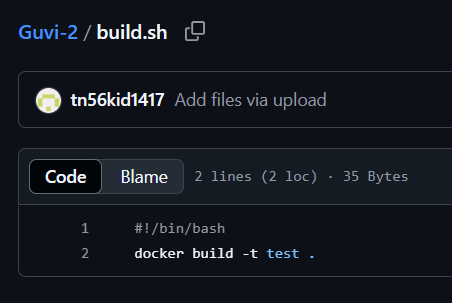 Guvi-2 / build.sh
tn56kid1417 Add files via upload
Code Blame 2 lines (2 loc) · 35 Bytes
1 #!/bin/bash
2 docker build -t test .